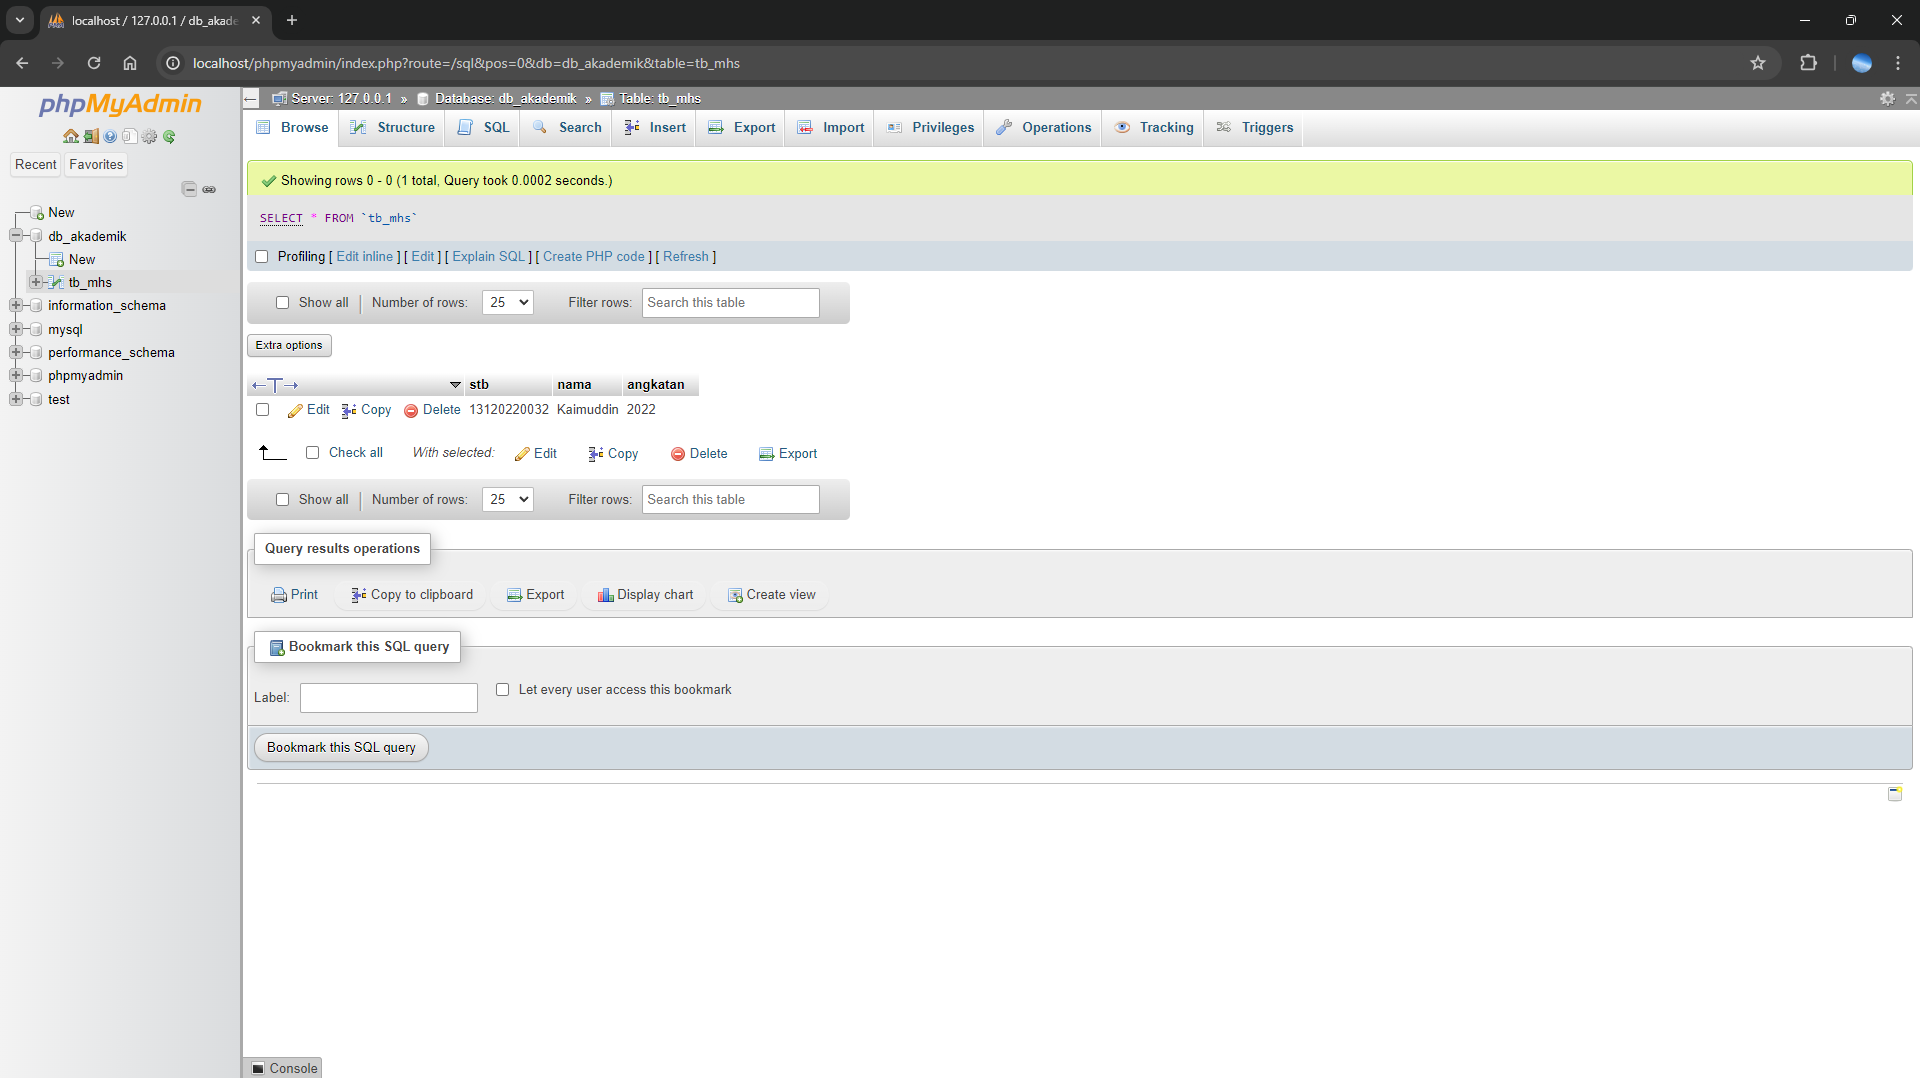 localhost / 127.0.0.1 / db_akade
localhost/phpmyadmin/index.php?route=/sql&pos=0&db=db_akademik&table=tb_mhs
phpMyAdmin
Recent Favorites
New
db_akademik
New
tb_mhs
information_schema
mysql
performance_schema
phpmyadmin
test
Server: 127.0.0.1 » Database: db_akademik » Table: tb_mhs
Browse Structure SQL Search Insert Export Import Privileges Operations Tracking Triggers
Showing rows 0 - 0 (1 total, Query took 0.0002 seconds.)
SELECT * FROM `tb_mhs`
Profiling [ Edit inline ] [ Edit ] [ Explain SQL ] [ Create PHP code ] [ Refresh ]
Show all Number of rows: 25 Filter rows: Search this table
Extra options
←T→ stb nama angkatan
Edit Copy Delete 13120220032 Kaimuddin 2022
Check all With selected: Edit Copy Delete Export
Show all Number of rows: 25 Filter rows: Search this table
Query results operations
Print Copy to clipboard Export Display chart Create view
Bookmark this SQL query
Label: Let every user access this bookmark
Bookmark this SQL query
Console